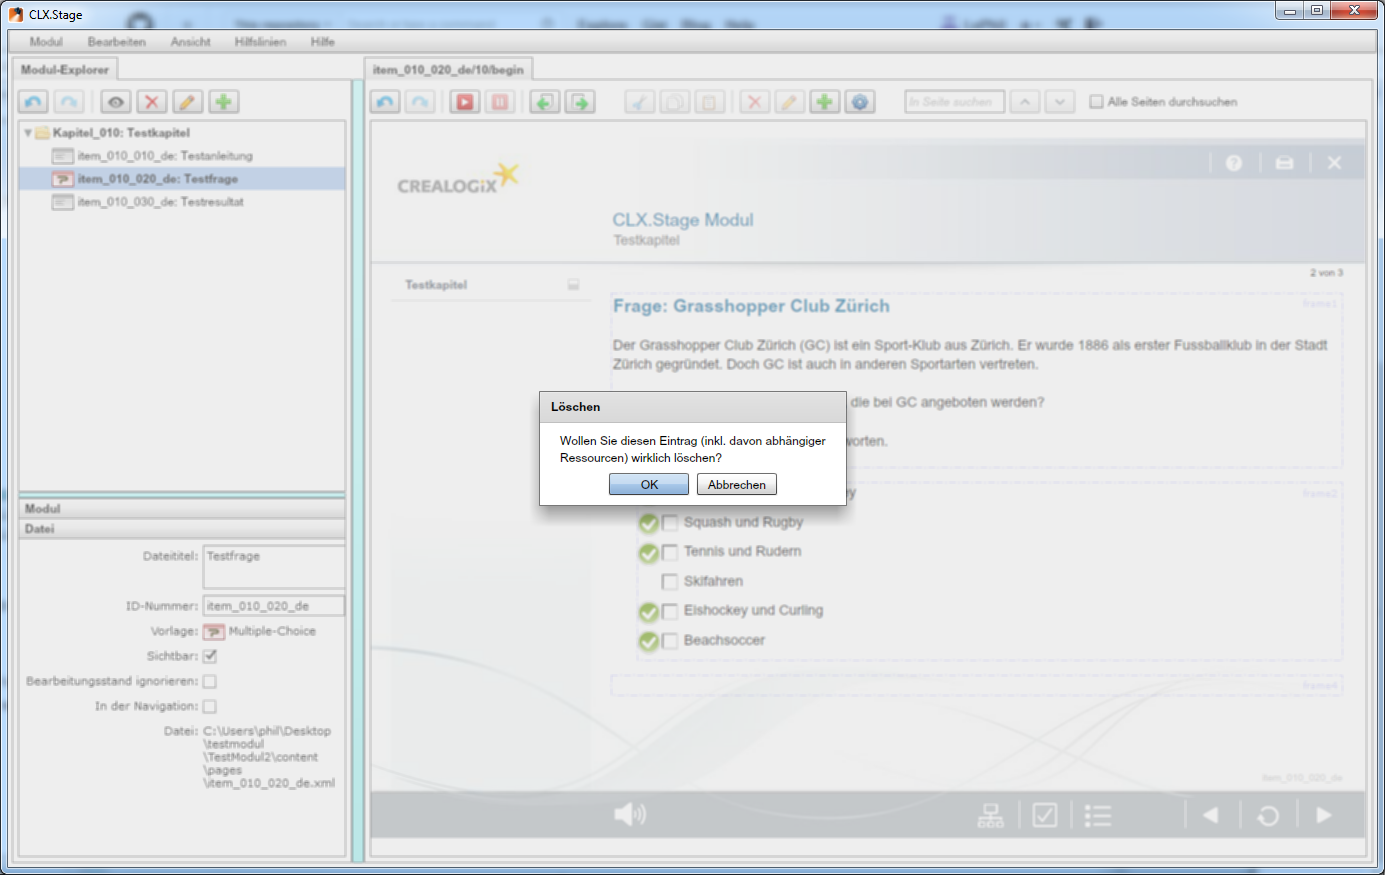 CLX.Stage
Modul Bearbeiten Ansicht Hilfslinien Hilfe
Modul-Explorer
item_010_020_de/10/begin
In Seite suchen
Alle Seiten durchsuchen
Kapitel_010: Testkapitel
item_010_010_de: Testanleitung
item_010_020_de: Testfrage
item_010_030_de: Testresultat
CREALOGIX
CLX.Stage Modul
Testkapitel
2 von 3
Testkapitel
frame1
Frage: Grasshopper Club Zürich
Der Grasshopper Club Zürich (GC) ist ein Sport-Klub aus Zürich. Er wurde 1886 als erster Fussballklub in der Stadt
Zürich gegründet. Doch GC ist auch in anderen Sportarten vertreten.
die bei GC angeboten werden?
worten.
Löschen
Wollen Sie diesen Eintrag (inkl. davon abhängiger
Ressourcen) wirklich löschen?
OK Abbrechen
frame2
y
Squash und Rugby
Tennis und Rudern
Skifahren
Eishockey und Curling
Beachsoccer
frame4
item_010_020_de
Modul
Datei
Dateititel: Testfrage
ID-Nummer: item_010_020_de
Vorlage: Multiple-Choice
Sichtbar:
Bearbeitungsstand ignorieren:
In der Navigation:
Datei: C:\Users\phil\Desktop
\testmodul
\TestModul2\content
\pages
\item_010_020_de.xml